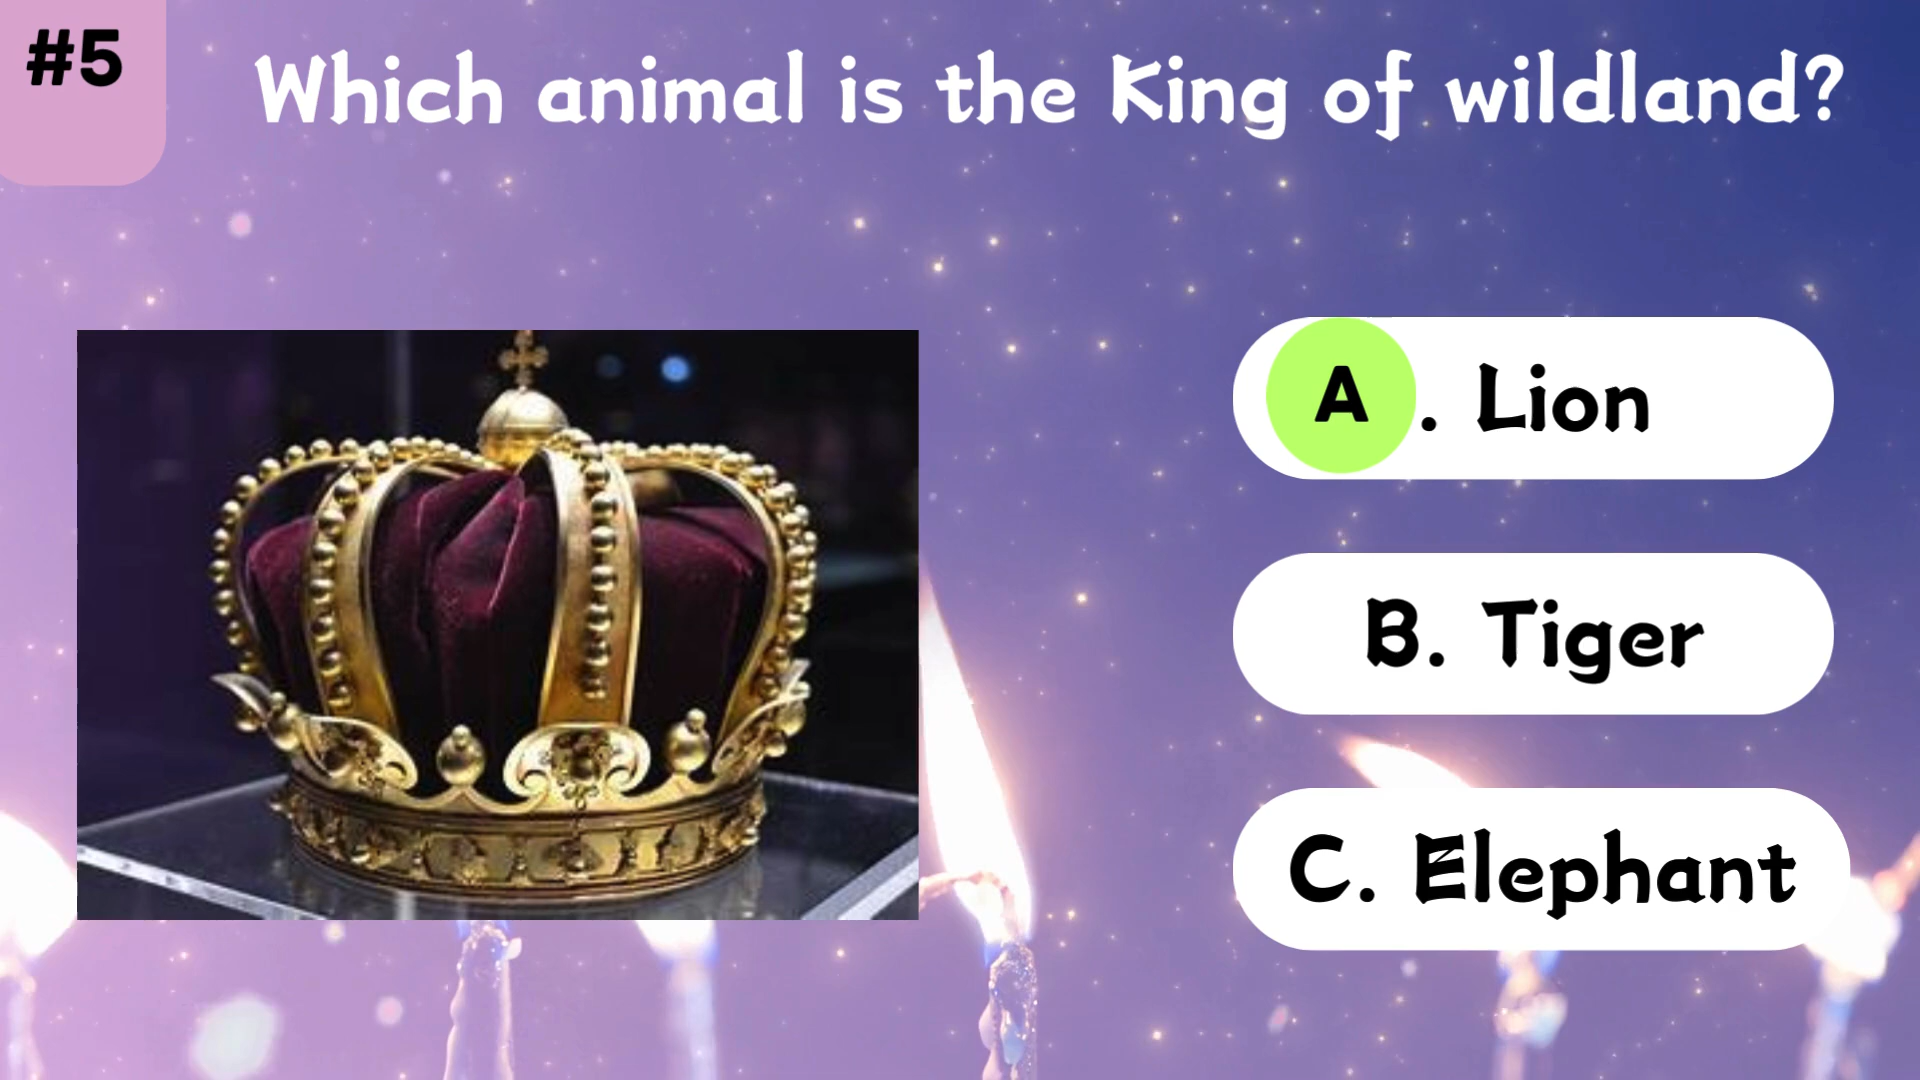 #5
Which animal is the King of wildland?
A. Lion
B. Tiger
C. Elephant